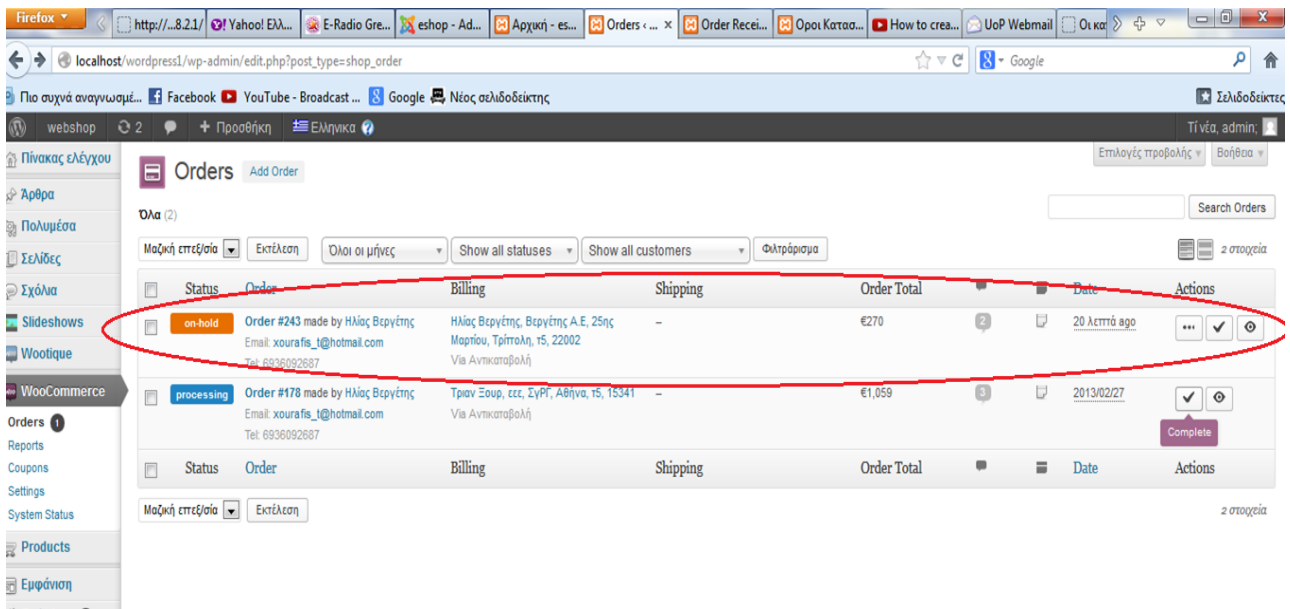 Firefox
http://...8.2.1/ Yahoo! Ελλ... E-Radio Gre... eshop - Ad... Αρχική - es... Orders ‹ ... × Order Recei... Οροι Κατασ... How to crea... UoP Webmail Οι κατ
localhost/wordpress1/wp-admin/edit.php?post_type=shop_order Google
Πιο συχνά αναγνωσμέ... Facebook YouTube - Broadcast ... Google Νέος σελιδοδείκτης Σελιδοδείκτες
webshop 2 + Προσθήκη Ελληνικα Τί νέα, admin;
Επιλογές προβολής Βοήθεια
Πίνακας ελέγχου
Άρθρα
Πολυμέσα
Σελίδες
Σχόλια
Slideshows
Wootique
WooCommerce
Orders 1
Reports
Coupons
Settings
System Status
Products
Εμφάνιση
Orders Add Order
Όλα (2)
Search Orders
Μαζική επεξ/σία Εκτέλεση Όλοι οι μήνες Show all statuses Show all customers Φιλτράρισμα 2 στοιχεία
Status Order Billing Shipping Order Total Date Actions
on-hold Order #243 made by Ηλίας Βεργέτης Ηλίας Βεργέτης, Βεργέτης Α.Ε, 25ης – €270 2 20 λεπτά ago
Email: xourafis_t@hotmail.com Μαρτίου, Τρίπολη, τ5, 22002
Tel: 6936092687 Via Αντικαταβολή
processing Order #178 made by Ηλίας Βεργέτης Τριαν Ξουρ, εεε, ΣγΡΓ, Αθήνα, τ5, 15341 – €1,059 3 2013/02/27
Email: xourafis_t@hotmail.com Via Αντικαταβολή
Tel: 6936092687
Complete
Status Order Billing Shipping Order Total Date Actions
Μαζική επεξ/σία Εκτέλεση 2 στοιχεία